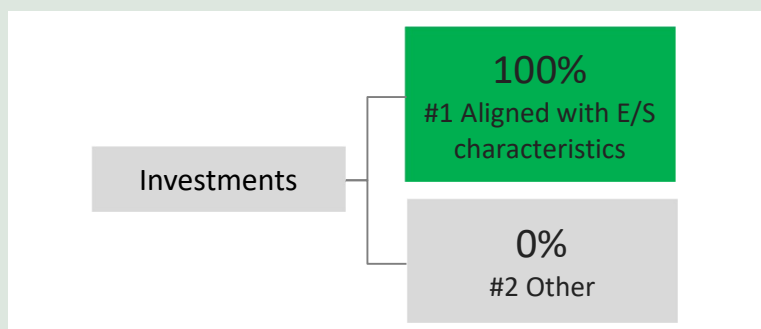 100%
#1 Aligned with E/S
characteristics
Investments
0%
#2 Other